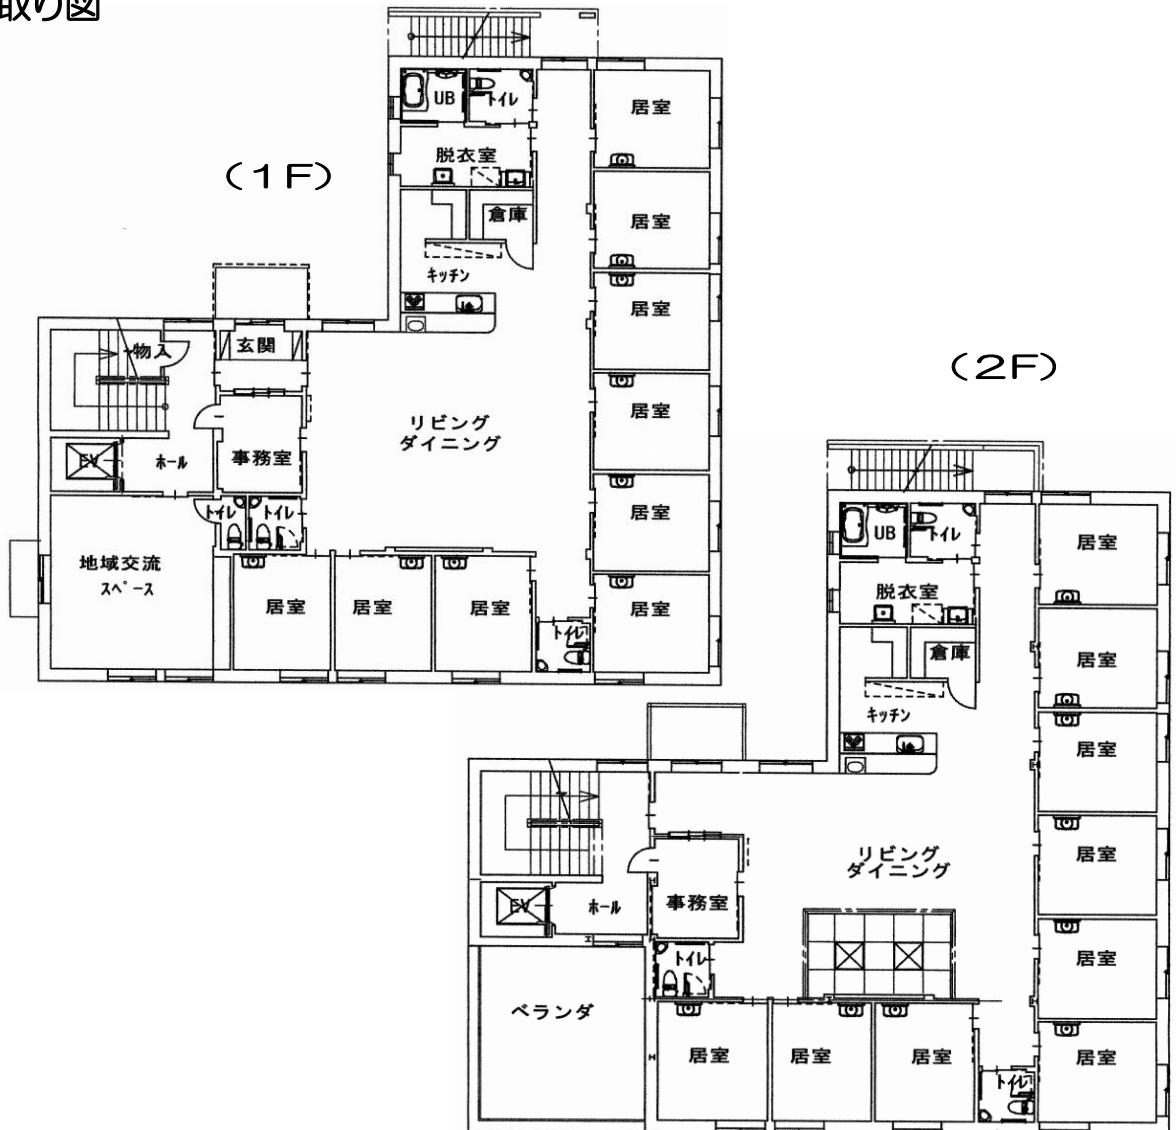 取り図
(1F)
UB
トイレ
居室
脱衣室
倉庫
居室
キッチン
居室
物入
玄関
居室
リビング
ダイニング
EV
ホール
事務室
トイレ
トイレ
居室
地域交流
スペース
居室
居室
居室
トイレ
居室
(2F)
UB
トイレ
居室
脱衣室
倉庫
居室
キッチン
居室
リビング
ダイニング
居室
EV
ホール
事務室
トイレ
居室
ベランダ
居室
居室
居室
トイレ
居室